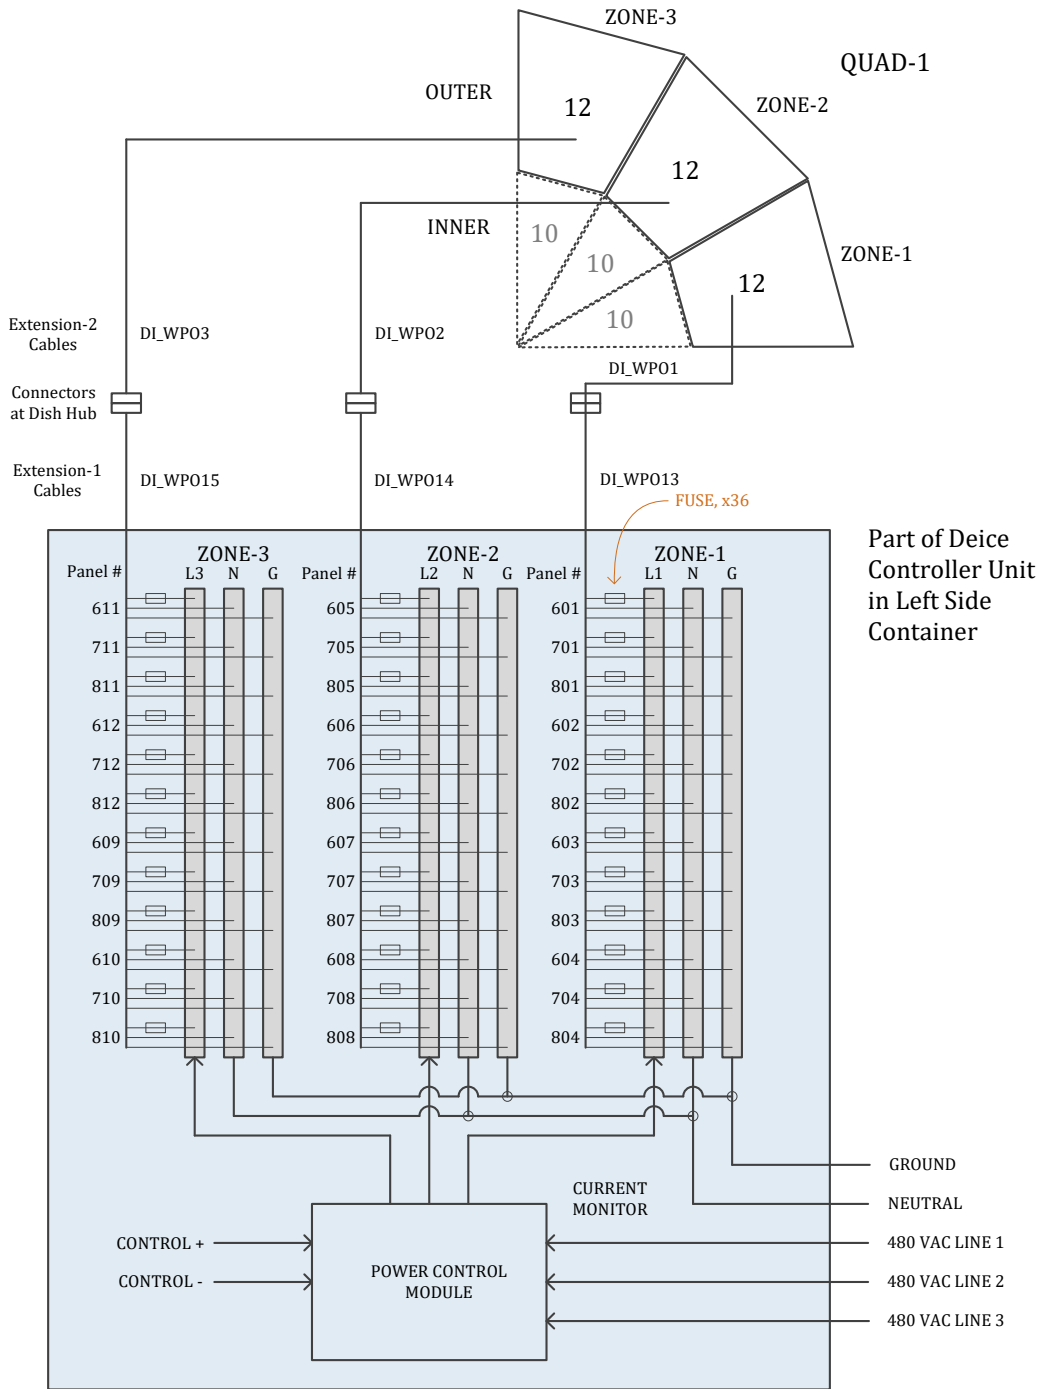 ZONE-3
QUAD-1
OUTER
12
ZONE-2
12
INNER
10
10
10
ZONE-1
12
Extension-2
Cables
DI_WPO3
DI_WPO2
DI_WPO1
Connectors
at Dish Hub
Extension-1
Cables
DI_WPO15
DI_WPO14
DI_WPO13
FUSE, x36
Part of Deice
Controller Unit
in Left Side
Container
ZONE-3
ZONE-2
ZONE-1
Panel # L3 N G
Panel # L2 N G
Panel # L1 N G
611 605 601
711 705 701
811 805 801
612 606 602
712 706 702
812 806 802
609 607 603
709 707 703
809 807 803
610 608 604
710 708 704
810 808 804
GROUND
CURRENT
MONITOR
NEUTRAL
CONTROL +
CONTROL -
POWER CONTROL
MODULE
480 VAC LINE 1
480 VAC LINE 2
480 VAC LINE 3